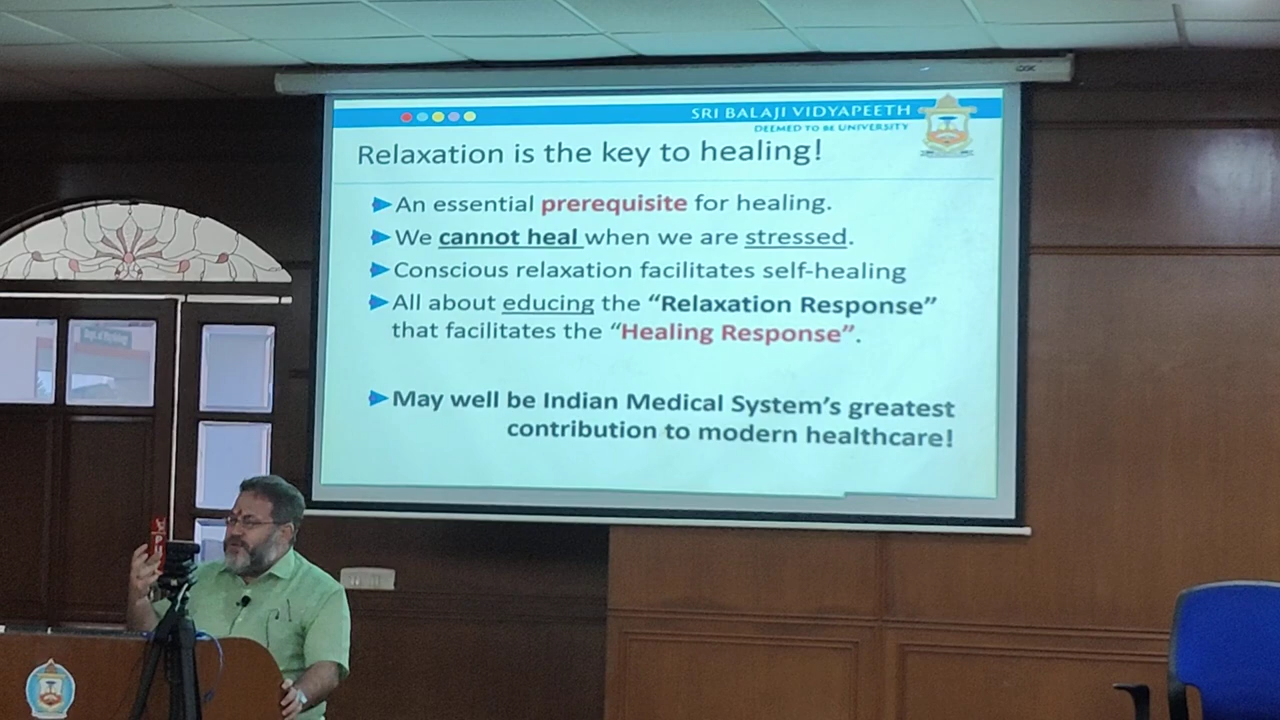 SRI BALAJI VIDYAPEETH
DEEMED TO BE UNIVERSITY
Relaxation is the key to healing!
An essential prerequisite for healing.
We cannot heal when we are stressed.
Conscious relaxation facilitates self-healing
All about educing the “Relaxation Response”
that facilitates the “Healing Response”.
May well be Indian Medical System’s greatest
contribution to modern healthcare!